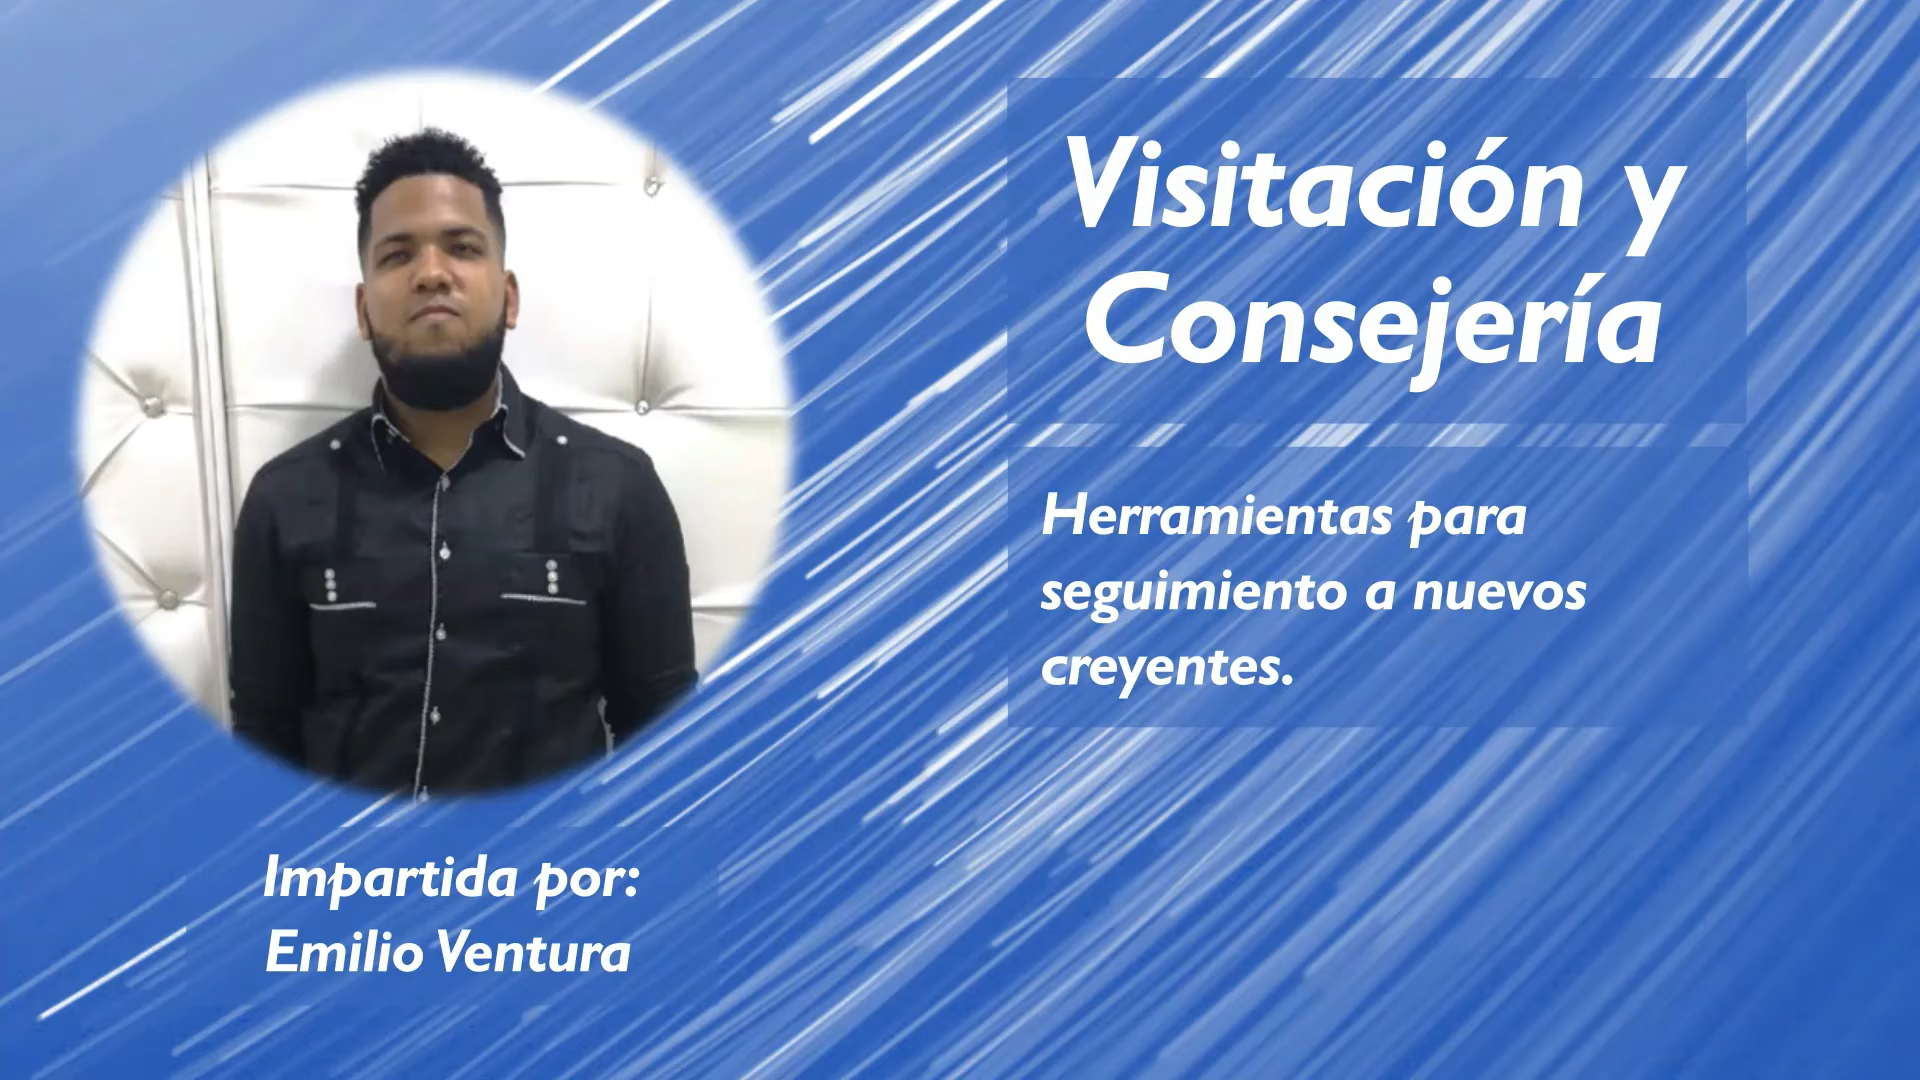 Visitación y
Consejería
Herramientas para
seguimiento a nuevos
creyentes.
Impartida por:
Emilio Ventura